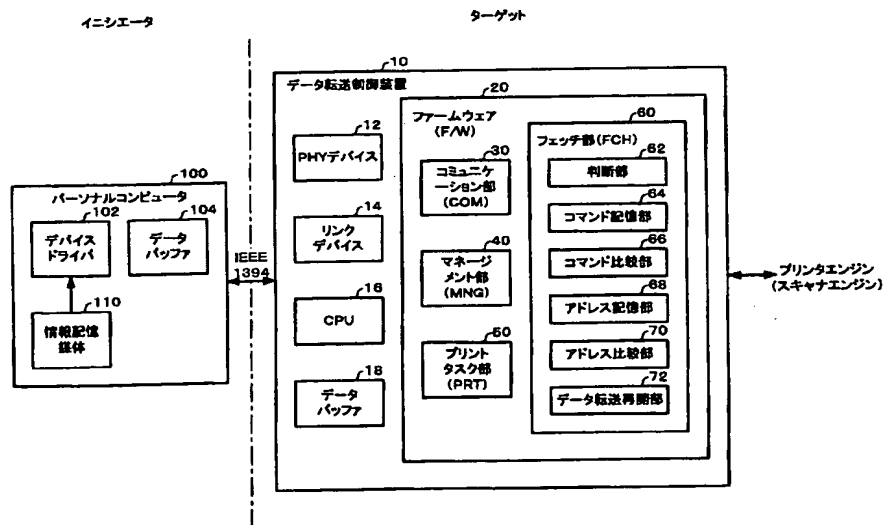 イニシエータ
ターゲット
10
データ転送制御装置
20
ファームウェア
(F/W)
60
フェッチ部(FCH)
12
PHYデバイス
30
コミュニケ
ーション部
(COM)
62
判断部
100
パーソナルコンピュータ
102
デバイス
ドライバ
104
データ
バッファ
14
リンク
デバイス
64
コマンド記憶部
66
コマンド比較部
IEEE
1394
40
マネージ
メント部
(MNG)
プリンタエンジン
(スキャナエンジン)
110
情報記憶
媒体
16
CPU
68
アドレス記憶部
50
プリント
タスク部
(PRT)
70
アドレス比較部
18
データ
バッファ
72
データ転送再開部